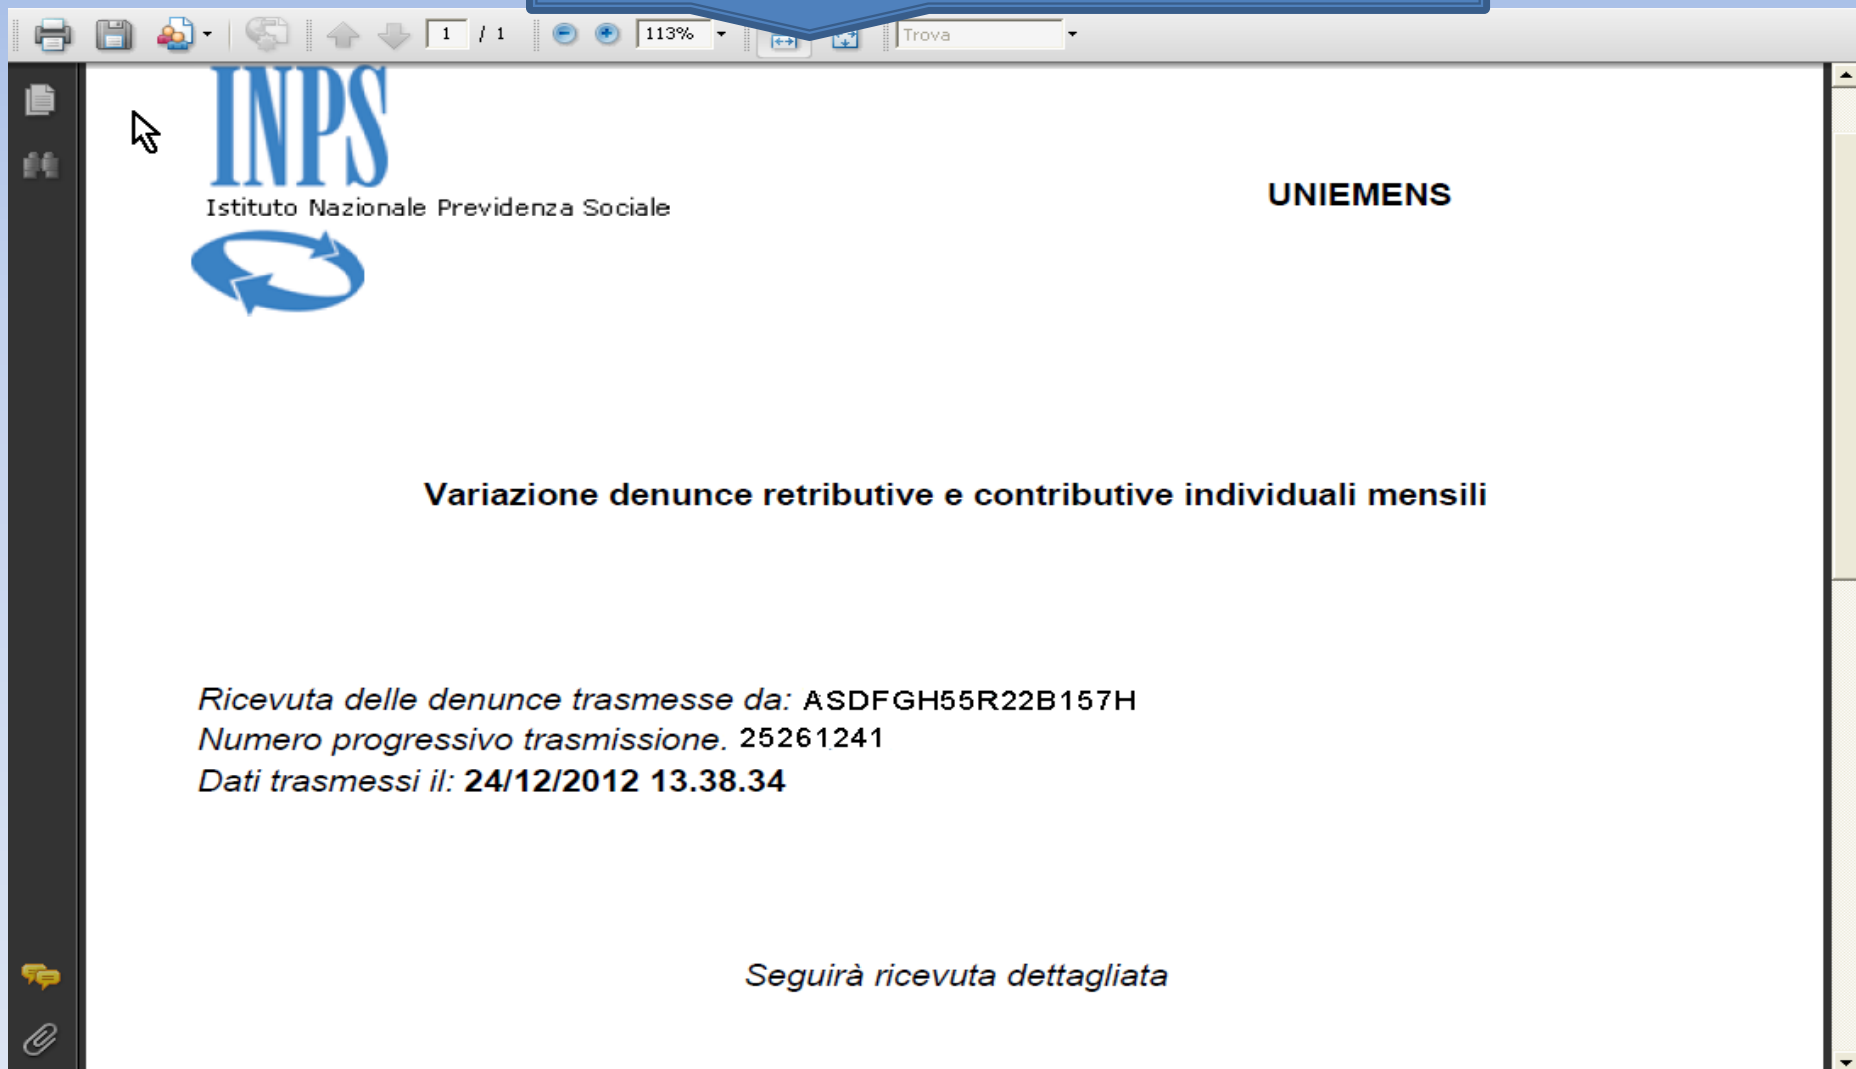 1 / 1 113% Trova
INPS
Istituto Nazionale Previdenza Sociale
UNIEMENS
Variazione denunce retributive e contributive individuali mensili
Ricevuta delle denunce trasmesse da: ASDFGH55R22B157H
Numero progressivo trasmissione. 25261241
Dati trasmessi il: 24/12/2012 13.38.34
Seguirà ricevuta dettagliata